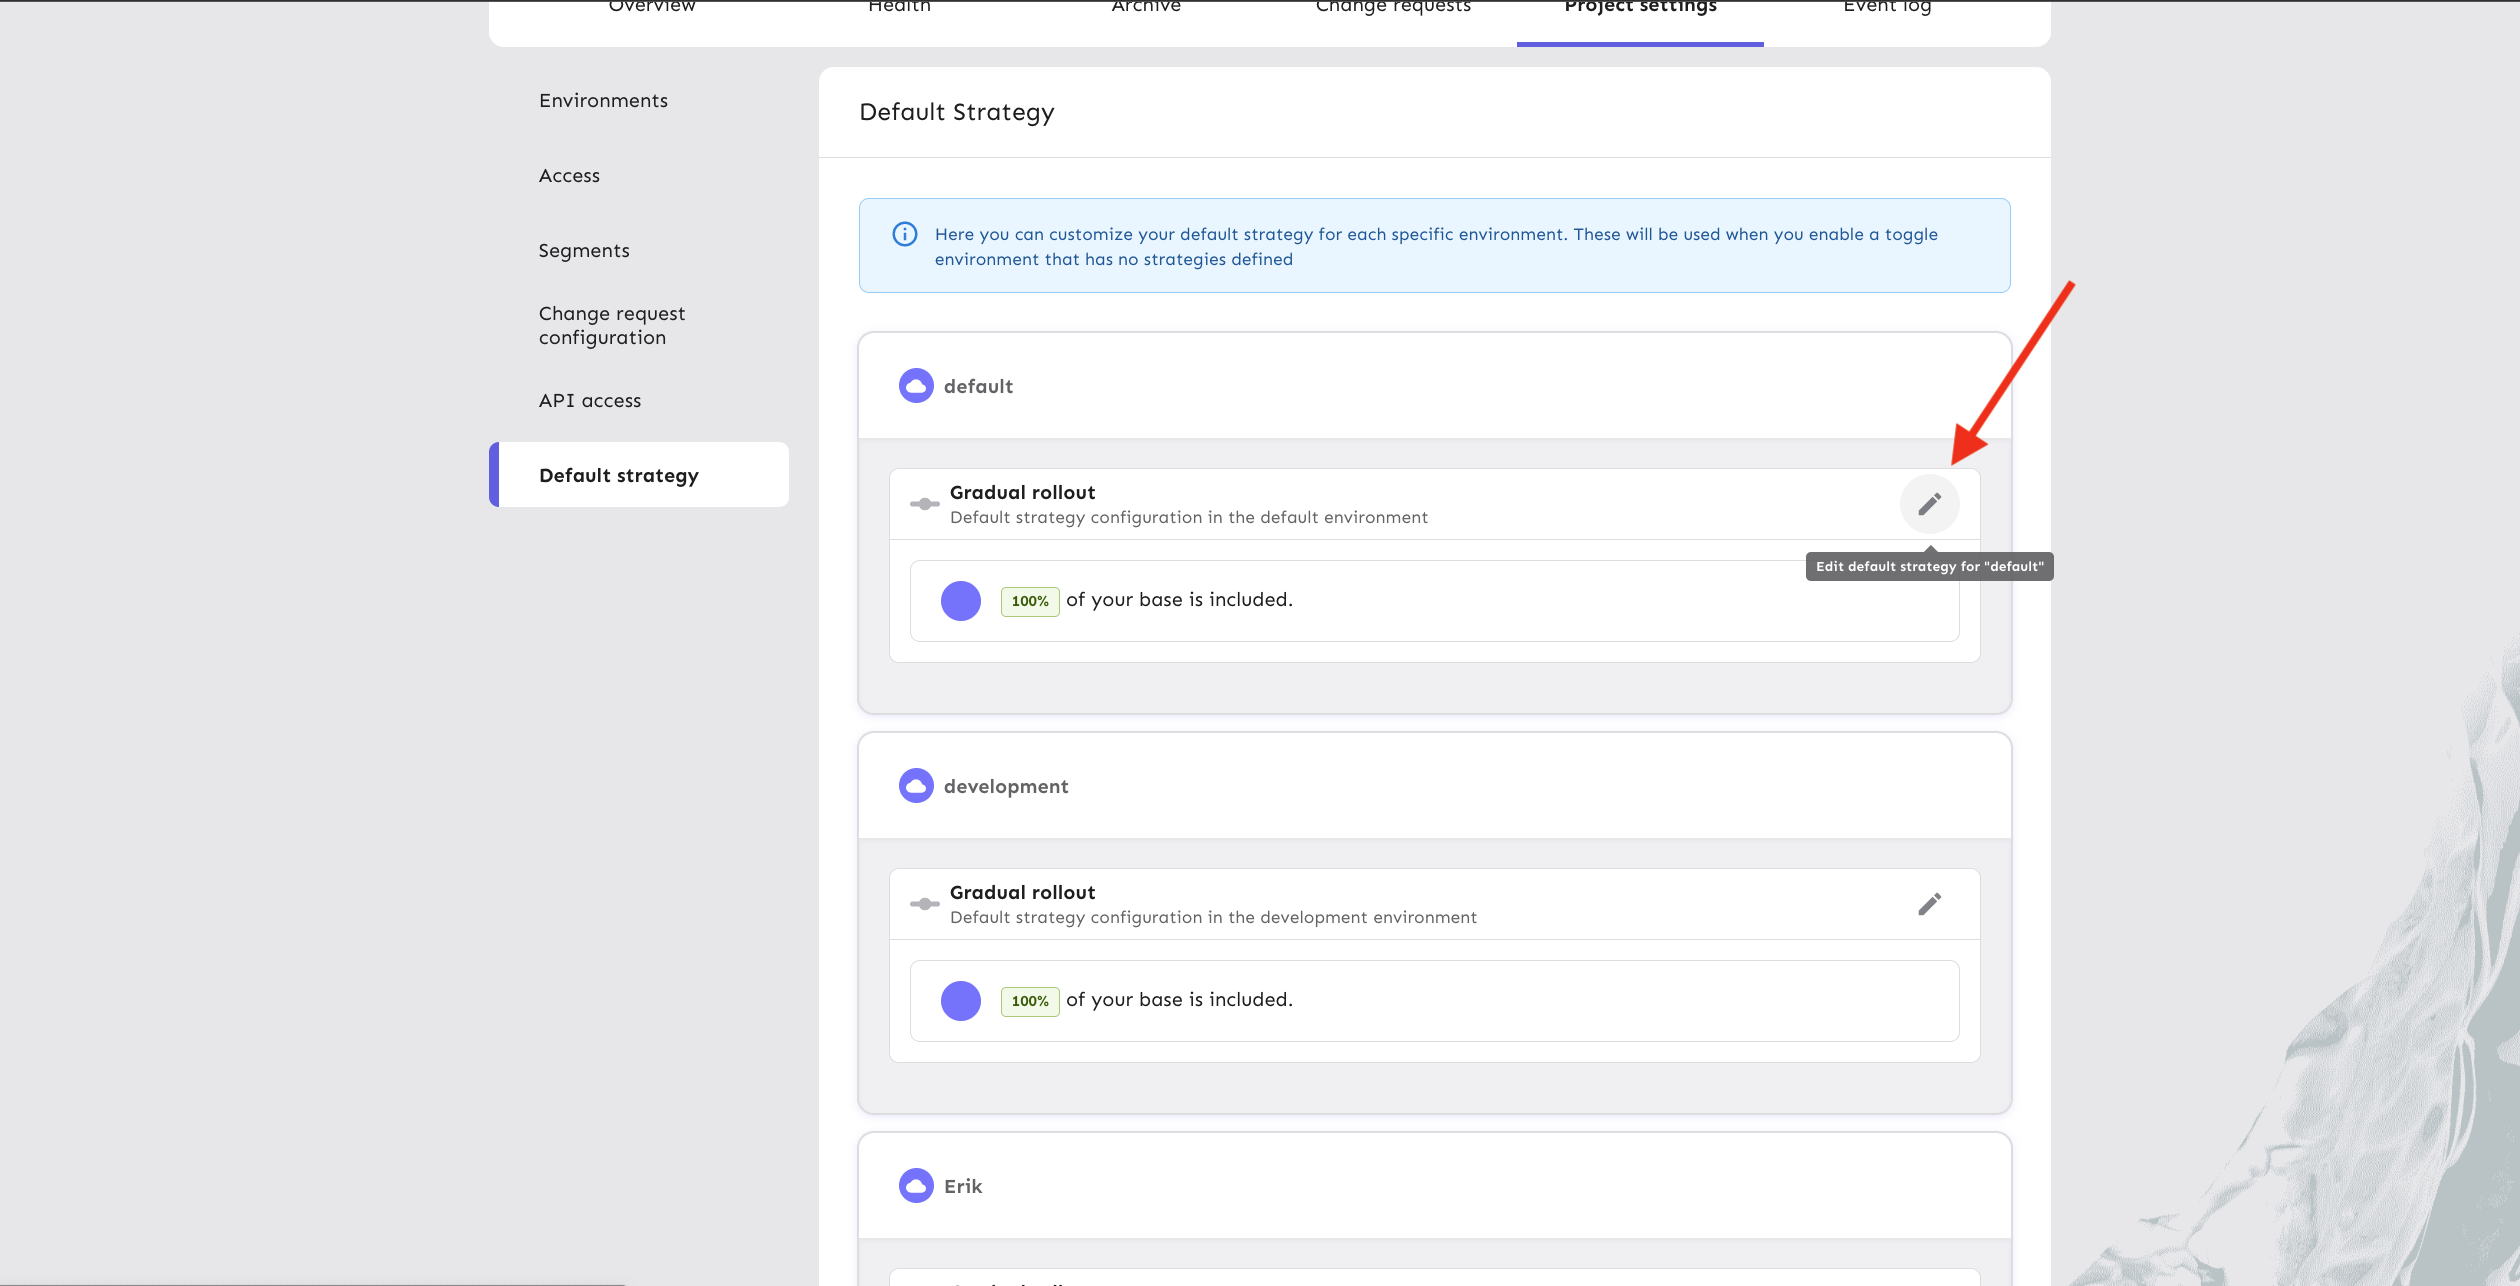 Overview Health Archive Change requests Project settings Event log
Environments
Access
Segments
Change request
configuration
API access
Default strategy
Default Strategy
Here you can customize your default strategy for each specific environment. These will be used when you enable a toggle
environment that has no strategies defined
default
Gradual rollout
Default strategy configuration in the default environment
Edit default strategy for "default"
100% of your base is included.
development
Gradual rollout
Default strategy configuration in the development environment
100% of your base is included.
Erik